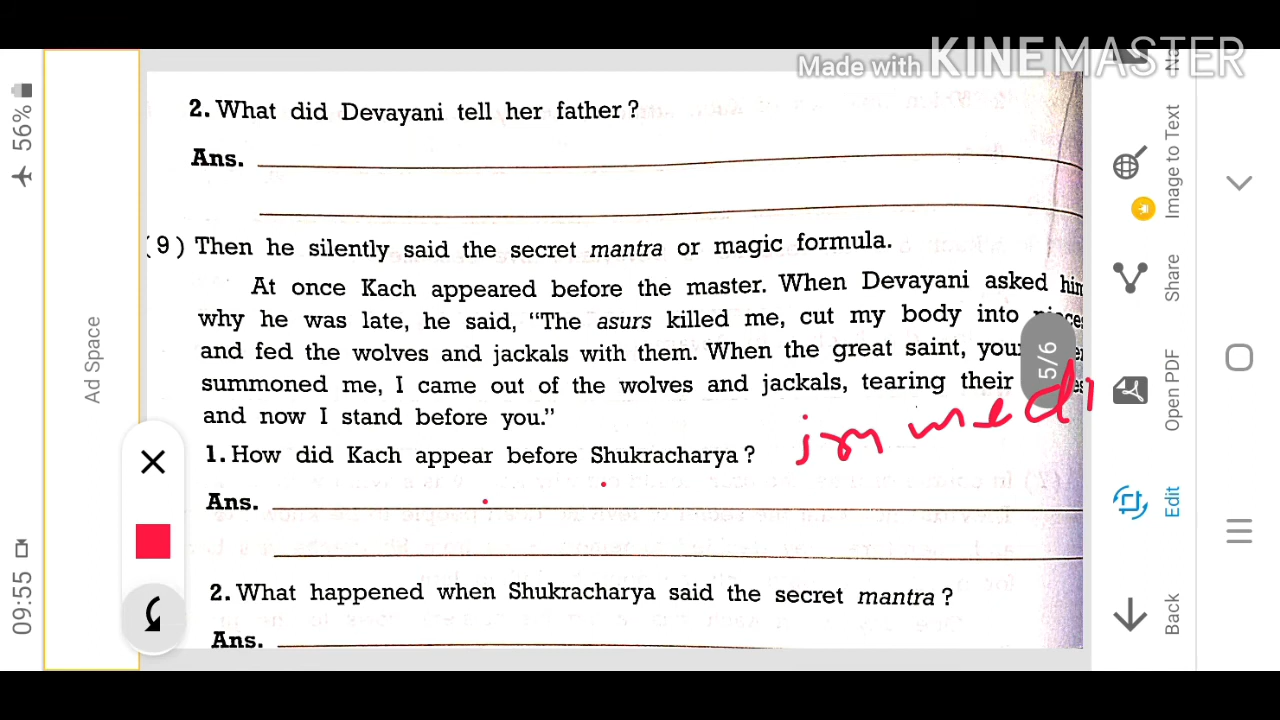 Made with KINEMASTER
56%
09:55
Ad Space
2. What did Devayani tell her father ?
Ans.
(9) Then he silently said the secret mantra or magic formula.
At once Kach appeared before the master. When Devayani asked him
why he was late, he said, “The asurs killed me, cut my body into
and fed the wolves and jackals with them. When the great saint,
summoned me, I came out of the wolves and jackals, tearing their
and now I stand before you.”
immedi
1. How did Kach appear before Shukracharya ?
Ans.
2. What happened when Shukracharya said the secret mantra ?
Ans.
5/6
Image to Text
Share
Open PDF
Edit
Back